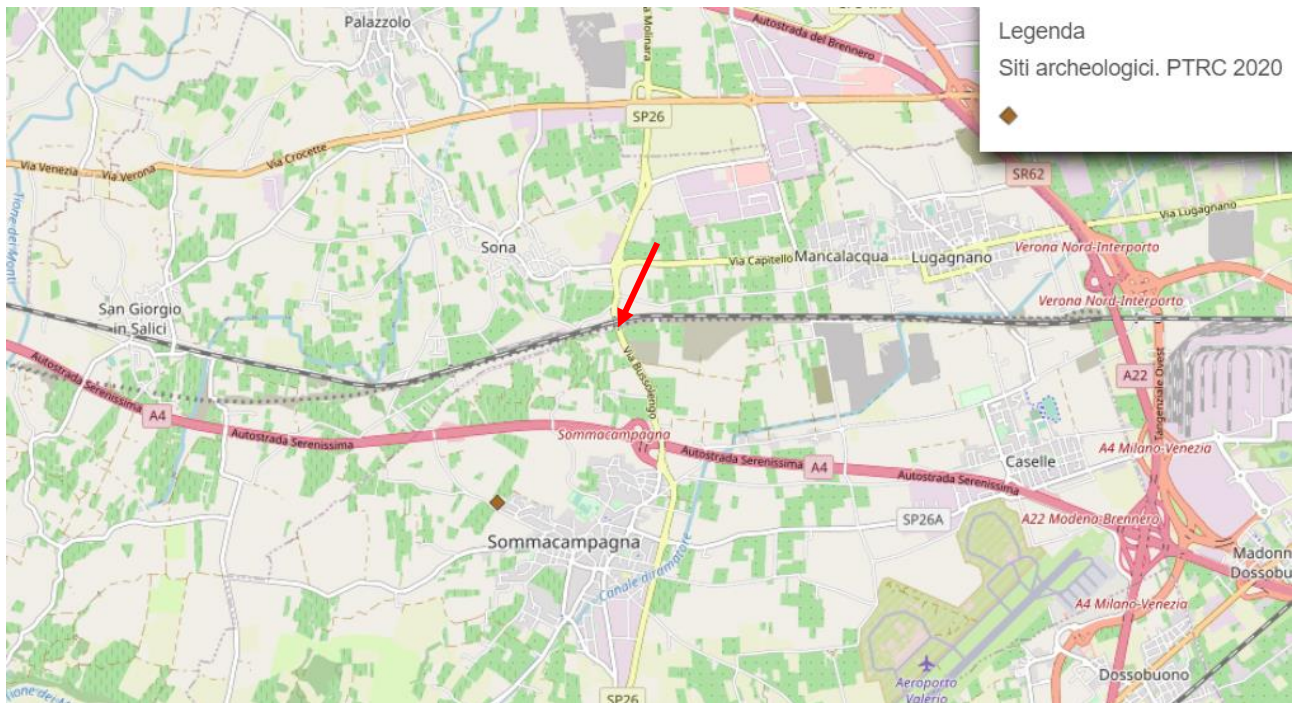 Palazzolo
Via Molinara
Autostrada del Brennero
Legenda
Siti archeologici. PTRC 2020
SP26
Via Crocette
Via Venezia
Via Verona
SR62
Via Lugagnano
Sona
Via Capitello
Mancalacqua
Lugagnano
Verona Nord-Interporto
Verona Nord-Interporto
San Giorgio
in Salici
Via Bussolengo
A22
Tangenziale Ovest
Autostrada Serenissima
A4
Autostrada Serenissima
Sommacampagna
Autostrada Serenissima
A4
Autostrada Serenissima
Caselle
A4 Milano-Venezia
SP26A
A22 Modena-Brennero
Sommacampagna
Canale diramatore
Madonn
Dossobu
A4 Milano-Venezia
Aeroporto
Valerio
Dossobuono
SP26